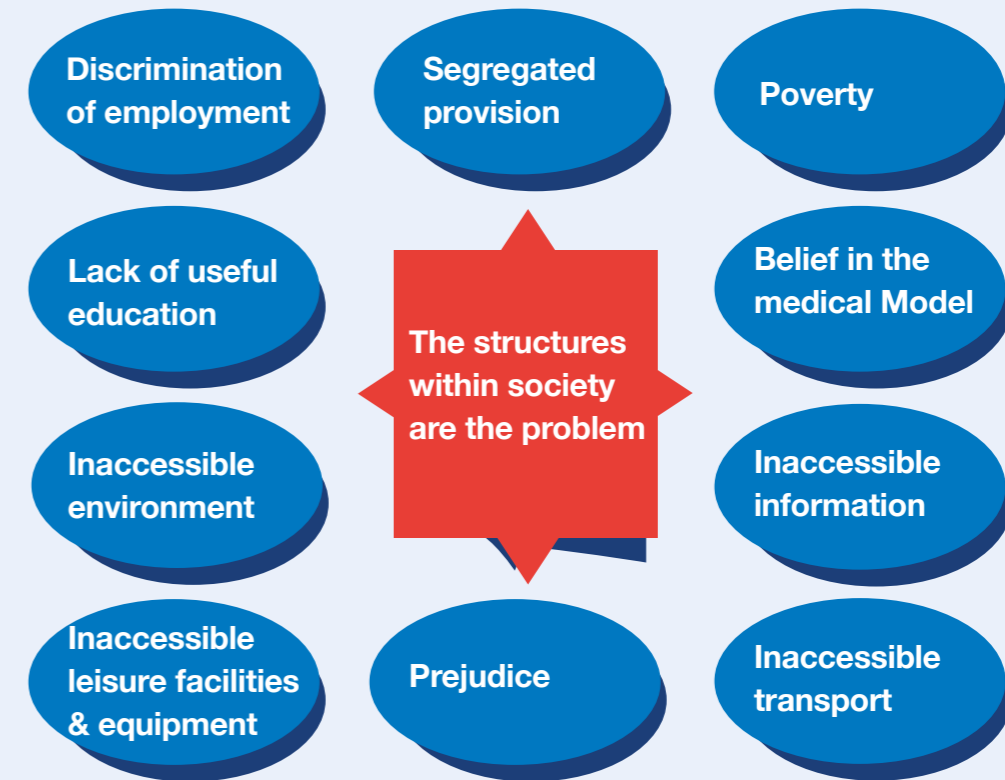 Discrimination
of employment
Segregated
provision
Poverty
Lack of useful
education
The structures
within society
are the problem
Belief in the
medical Model
Inaccessible
environment
Inaccessible
information
Inaccessible
leisure facilities
& equipment
Prejudice
Inaccessible
transport